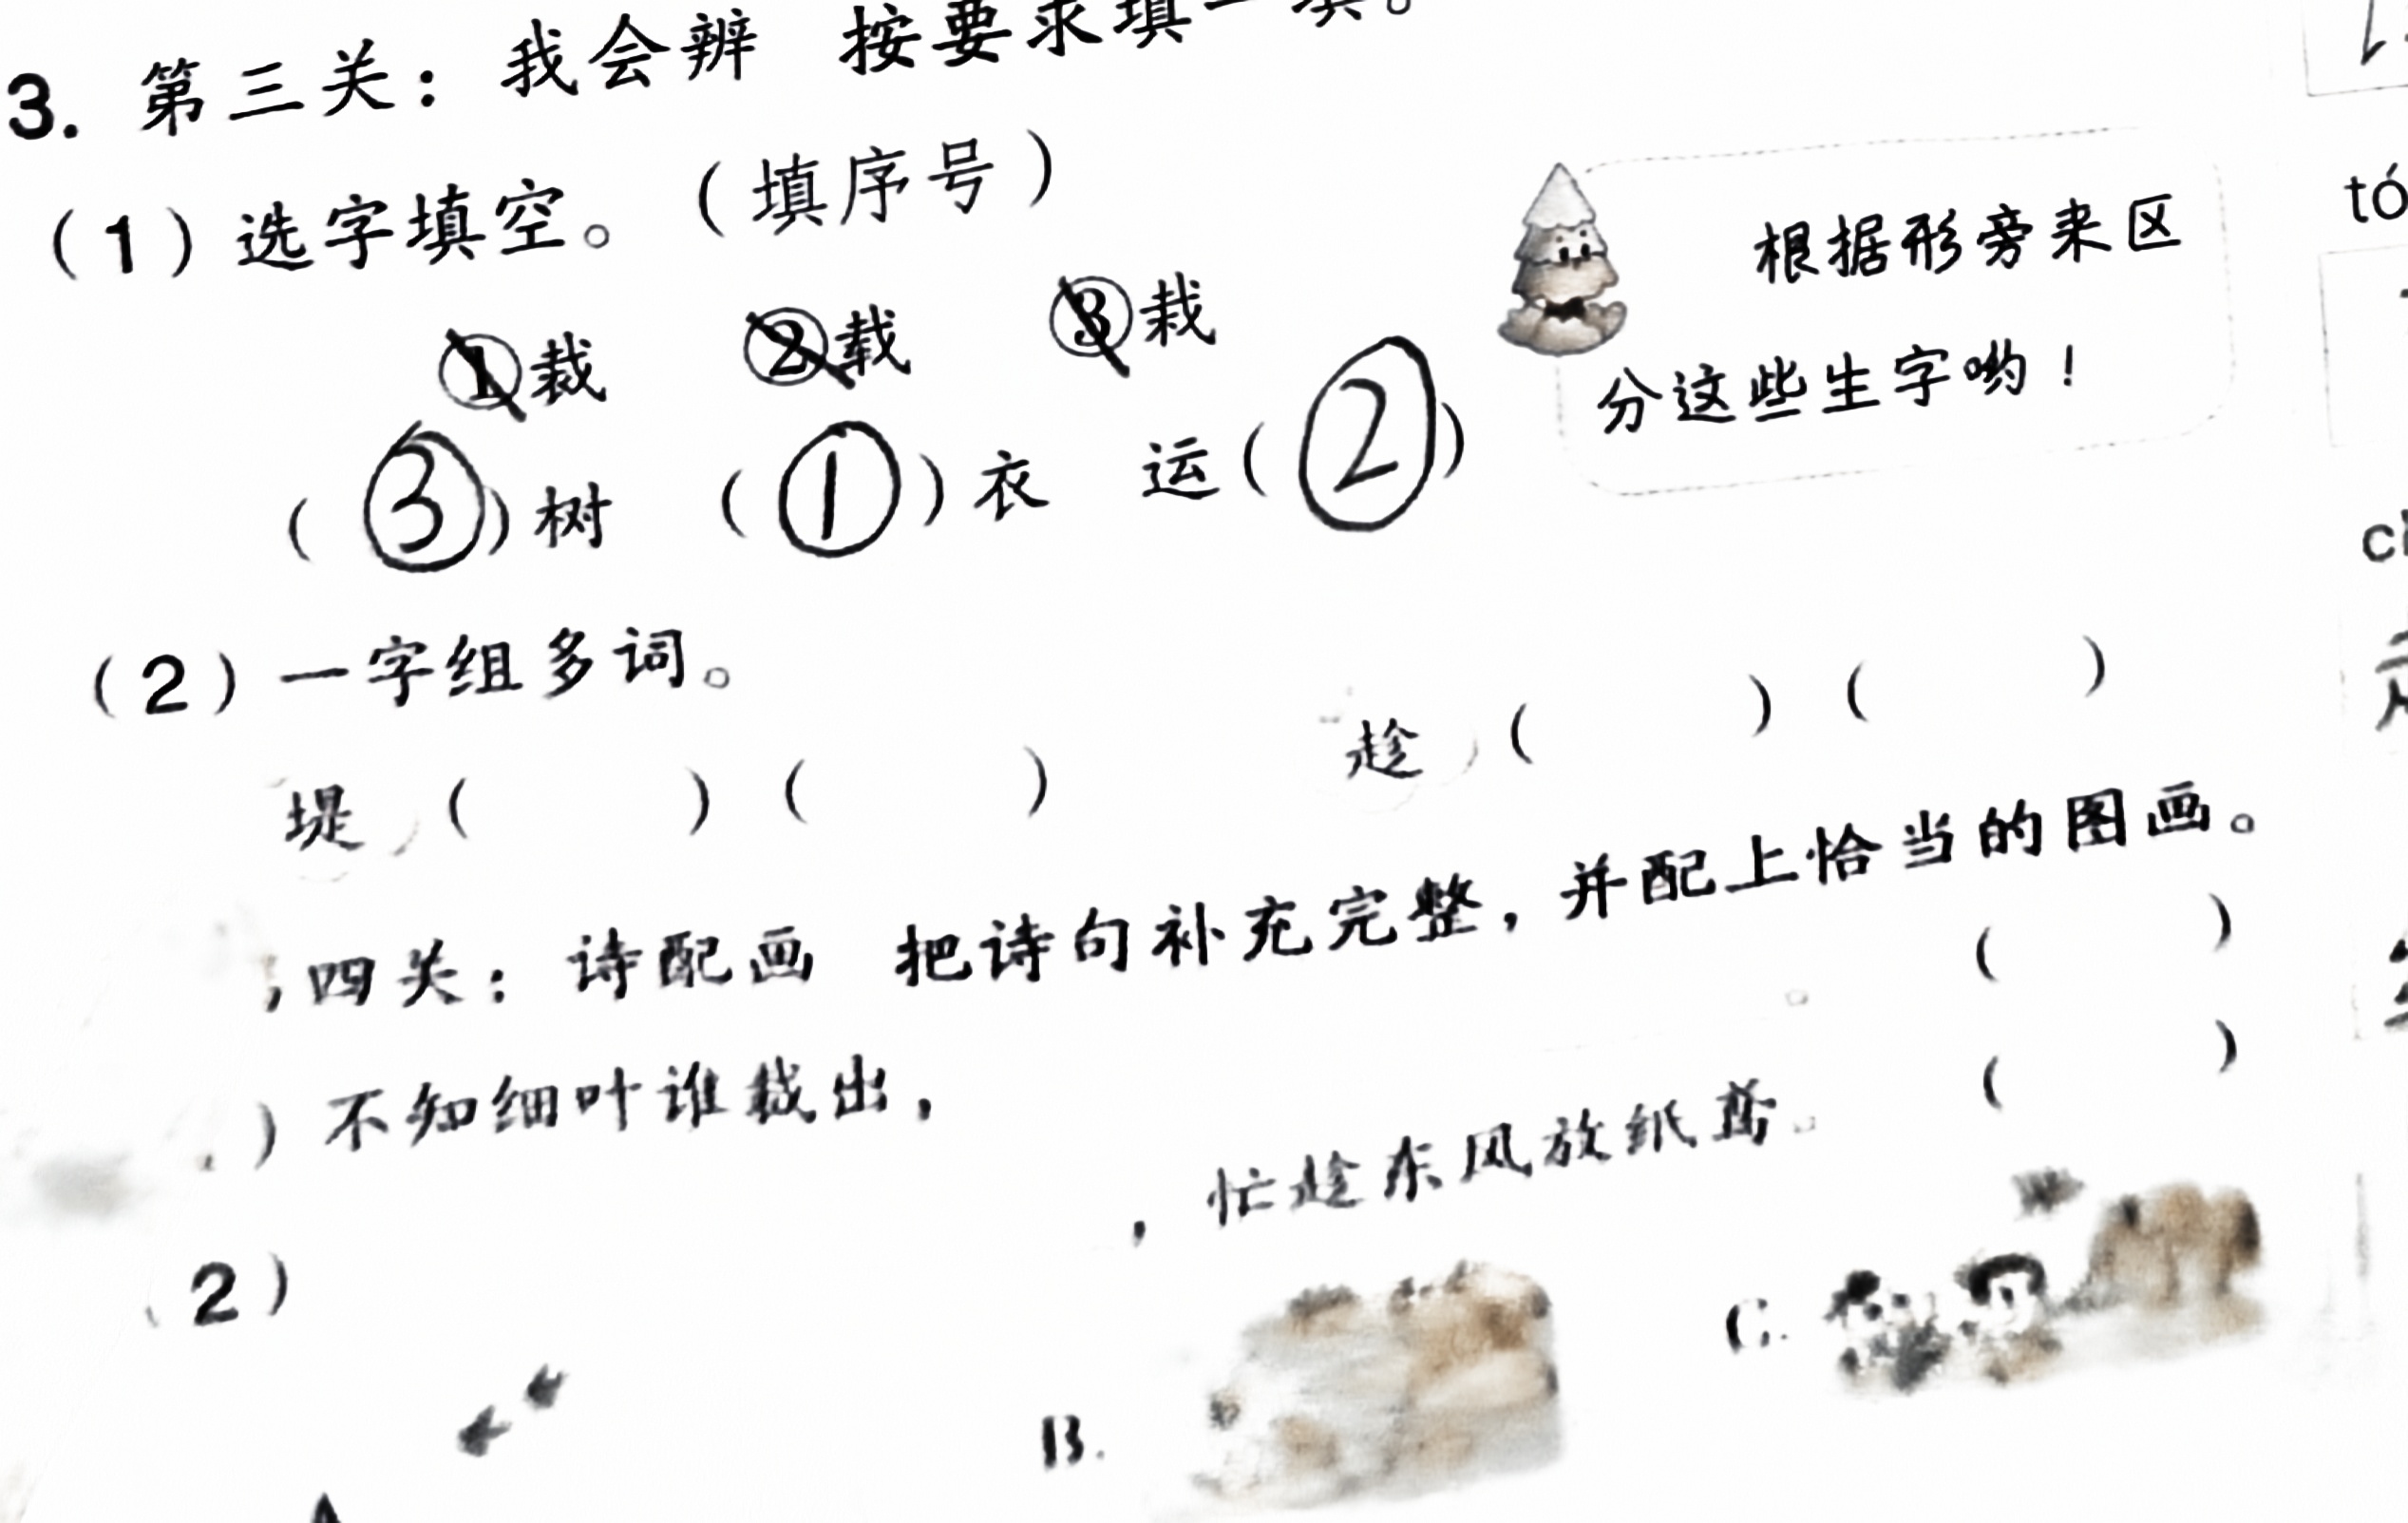 3. 第三关：我会辨 按要求填一填。
（1）选字填空。（填序号）
①裁 ②载 ③栽
（③）树 （①）衣 运（②）
根据形旁来区
分这些生字哟！
（2）一字组多词。
堤（ ）（ ） 趁（ ）（ ）
四关：诗配画 把诗句补充完整，并配上恰当的图画。
）不知细叶谁裁出， 。（ ）
2） ，忙趁东风放纸鸢。（ ）
A
B.
C.
tó